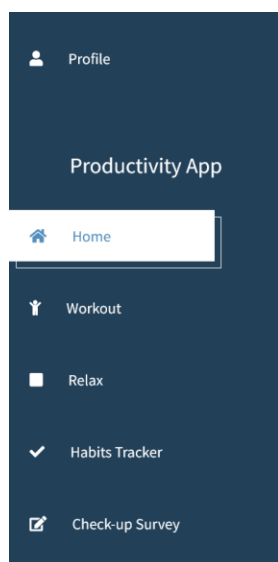 Profile
Productivity App
Home
Workout
Relax
Habits Tracker
Check-up Survey